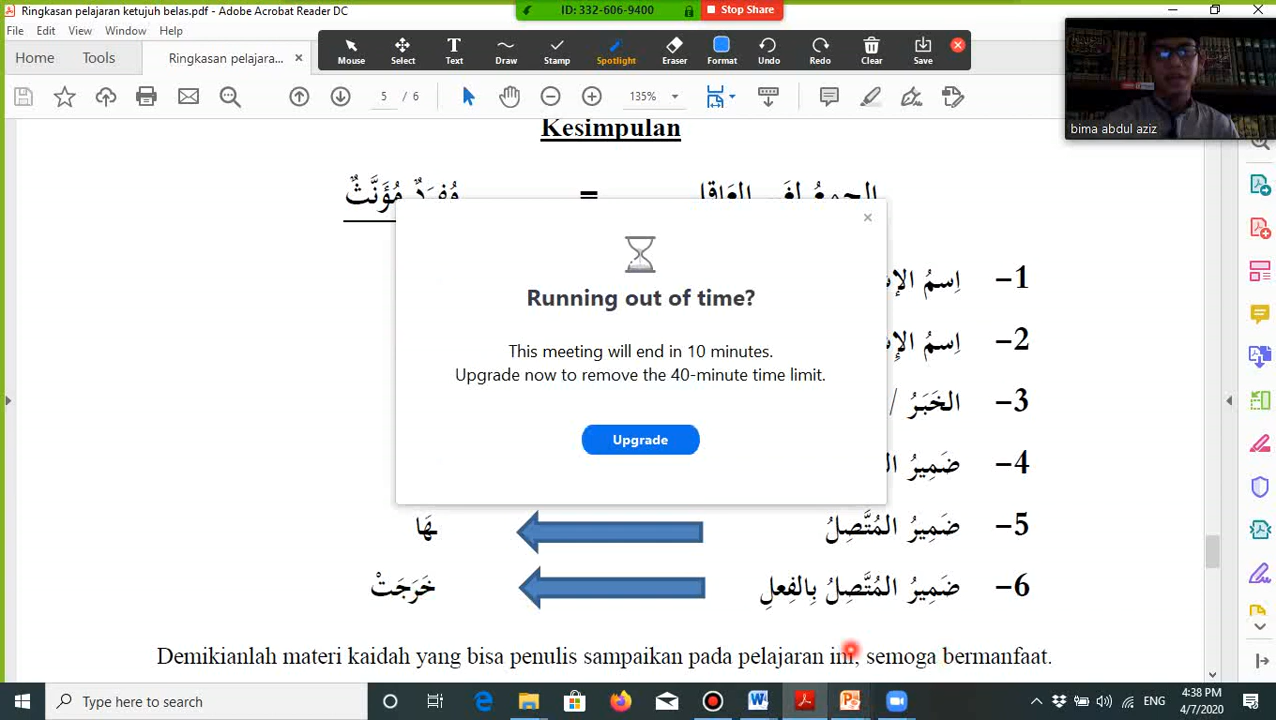 Ringkasan pelajaran ketujuh belas.pdf - Adobe Acrobat Reader DC
ID: 332-606-9400
Stop Share
File Edit View Window Help
Home Tools Ringkasan pelajara... ×
Mouse Select Text Draw Stamp Spotlight Eraser Format Undo Redo Clear Save
5 / 6
135%
bima abdul aziz
Kesimpulan
= مُفرَدٌ مُؤَنَّثٌ
Running out of time?
This meeting will end in 10 minutes.
Upgrade now to remove the 40-minute time limit.
Upgrade
1– اِسمُ
2– اِسمُ
3– الخَبَرُ /
4– ضَمِيرُ
5– ضَمِيرُ المُتَّصِلُ هَا
6– ضَمِيرُ المُتَّصِلُ بِالفِعلِ خَرَجَتْ
Demikianlah materi kaidah yang bisa penulis sampaikan pada pelajaran ini, semoga bermanfaat.
Type here to search
ENG
4:38 PM
4/7/2020